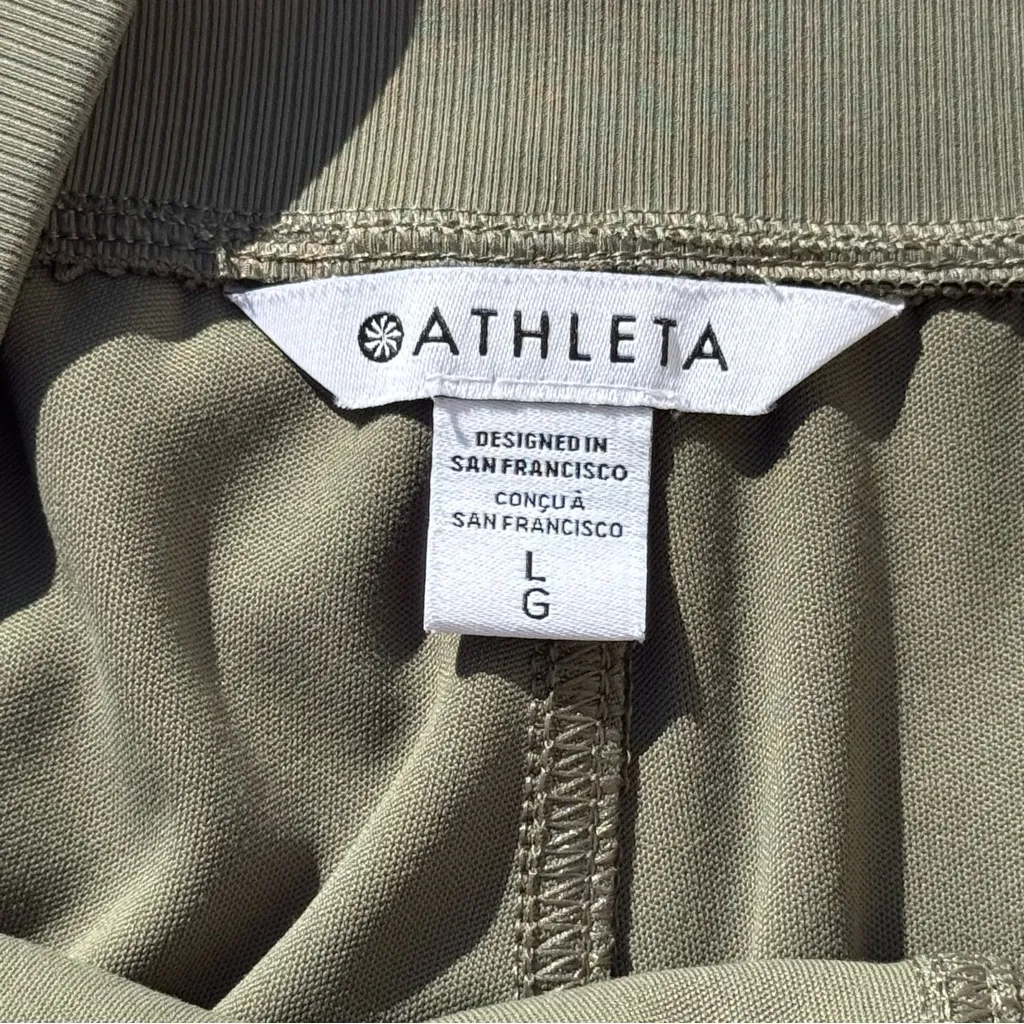 ATHLETA
DESIGNED IN
SAN FRANCISCO
CONÇU À
SAN FRANCISCO
L
G